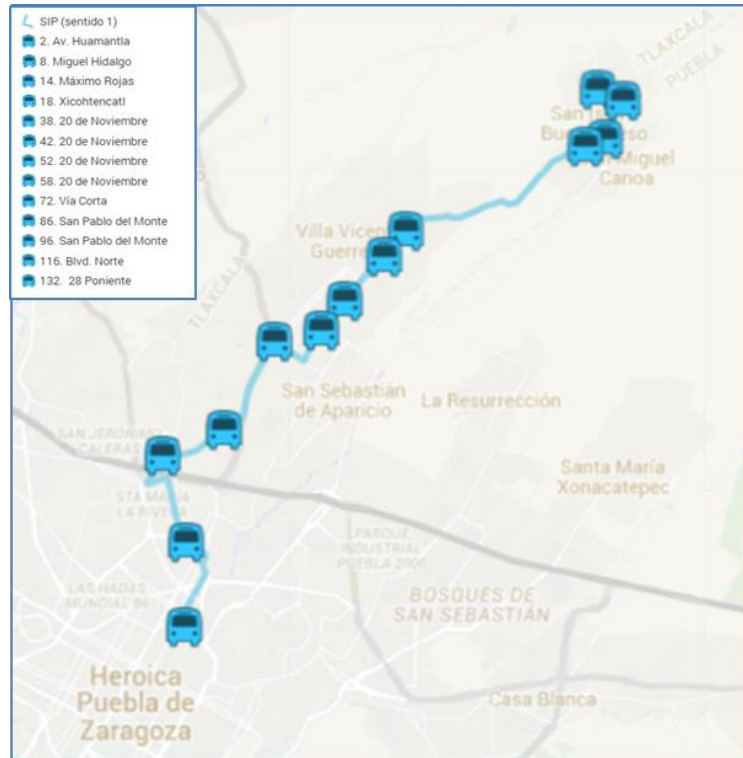 SIP (sentido 1)
2. Av. Huamantla
8. Miguel Hidalgo
14. Máximo Rojas
18. Xicohtencatl
38. 20 de Noviembre
42. 20 de Noviembre
52. 20 de Noviembre
58. 20 de Noviembre
72. Vía Corta
86. San Pablo del Monte
96. San Pablo del Monte
116. Blvd. Norte
132. 28 Poniente
TLAXCALA
PUEBLA
San
Miguel
Canoa
Villa
TLAXCALA
San Sebastián
de Aparicio
La Resurrección
SAN JERÓNIMO
CALERAS
Santa María
Xonacatepec
STA MARÍA
LA RIVERA
PARQUE
INDUSTRIAL
PUEBLA 2000
LAS HADAS
MUNDIAL 86
BOSQUES DE
SAN SEBASTIÁN
Heroica
Puebla de
Zaragoza
Casa Blanca